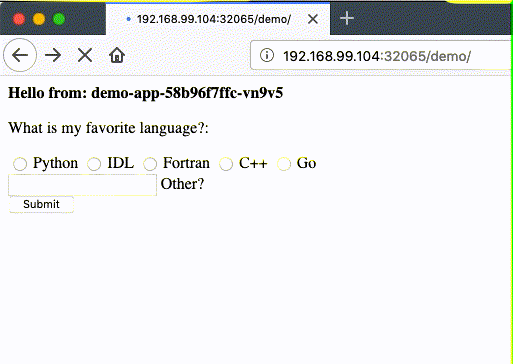 192.168.99.104:32065/demo/
192.168.99.104:32065/demo/
Hello from: demo-app-58b96f7ffc-vn9v5
What is my favorite language?:
Python IDL Fortran C++ Go
Other?
Submit